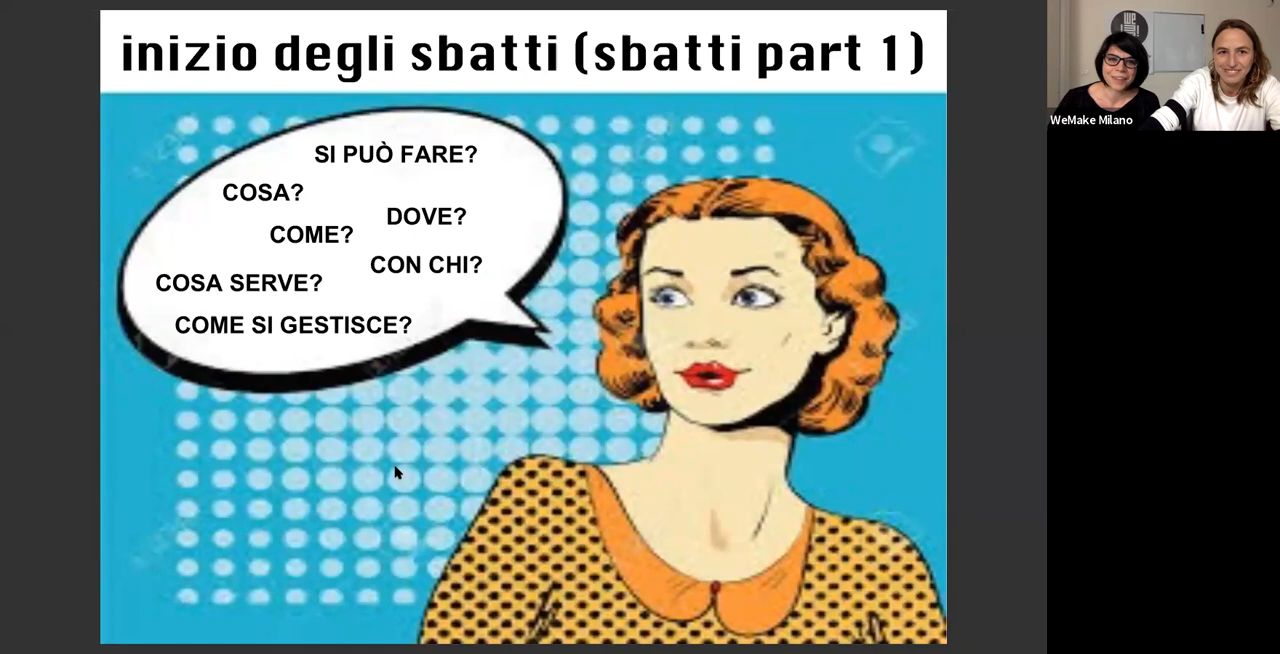 inizio degli sbatti (sbatti part 1)
SI PUÒ FARE?
COSA?
DOVE?
COME?
CON CHI?
COSA SERVE?
COME SI GESTISCE?
WeMake Milano